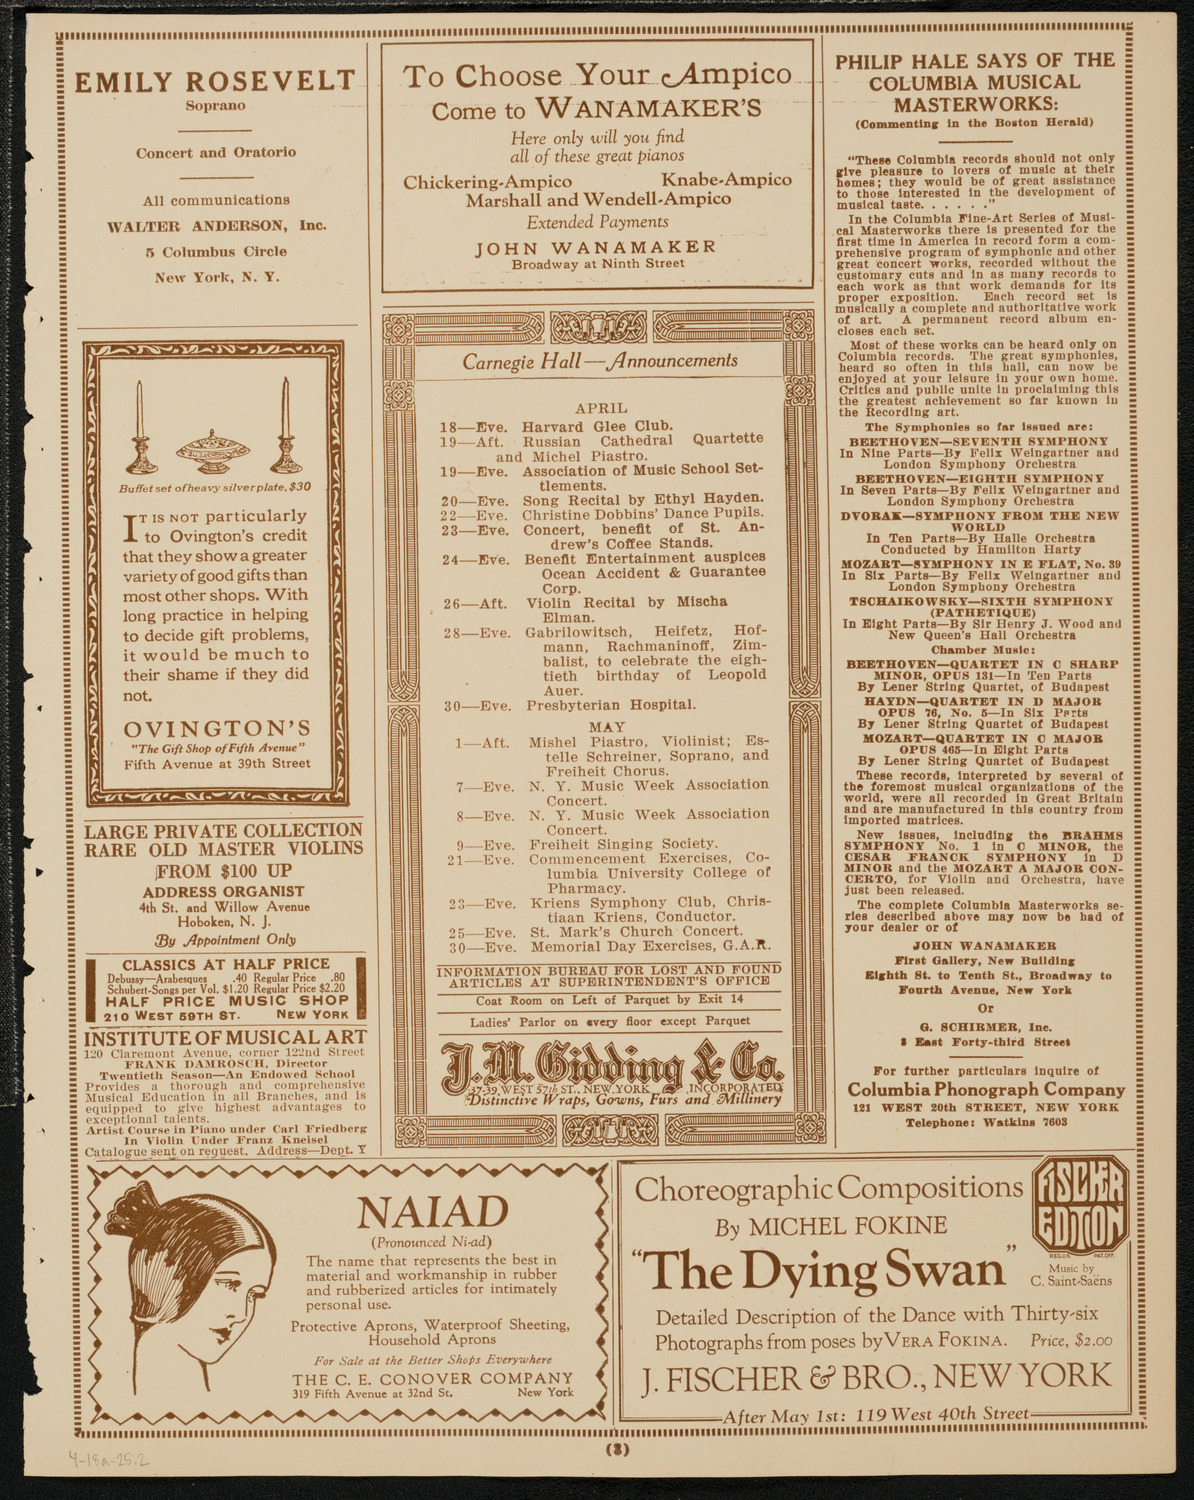 EMILY ROSEVELT
Soprano
Concert and Oratorio
All communications
WALTER ANDERSON, Inc.
5 Columbus Circle
New York, N. Y.
Buffet set of heavy silver plate, $30
IT IS NOT particularly
to Ovington's credit
that they show a greater
variety of good gifts than
most other shops. With
long practice in helping
to decide gift problems,
it would be much to
their shame if they did
not.
OVINGTON'S
"The Gift Shop of Fifth Avenue"
Fifth Avenue at 39th Street
LARGE PRIVATE COLLECTION
RARE OLD MASTER VIOLINS
FROM $100 UP
ADDRESS ORGANIST
4th St. and Willow Avenue
Hoboken, N. J.
By Appointment Only
CLASSICS AT HALF PRICE
Debussy—Arabesques .40 Regular Price .80
Schubert-Songs per Vol. $1.20 Regular Price $2.20
HALF PRICE MUSIC SHOP
210 WEST 59TH ST. NEW YORK
INSTITUTE OF MUSICAL ART
120 Claremont Avenue, corner 122nd Street
FRANK DAMROSCH, Director
Twentieth Season—An Endowed School
Provides a thorough and comprehensive
Musical Education in all Branches, and is
equipped to give highest advantages to
exceptional talents.
Artist Course in Piano under Carl Friedberg
In Violin Under Franz Kneisel
Catalogue sent on request. Address—Dept. Y
To Choose Your Ampico
Come to WANAMAKER'S
Here only will you find
all of these great pianos
Chickering-Ampico Knabe-Ampico
Marshall and Wendell-Ampico
Extended Payments
JOHN WANAMAKER
Broadway at Ninth Street
Carnegie Hall—Announcements
APRIL
18—Eve. Harvard Glee Club.
19—Aft. Russian Cathedral Quartette
and Michel Piastro.
19—Eve. Association of Music School Set-
tlements.
20—Eve. Song Recital by Ethyl Hayden.
22—Eve. Christine Dobbins' Dance Pupils.
23—Eve. Concert, benefit of St. An-
drew's Coffee Stands.
24—Eve. Benefit Entertainment auspices
Ocean Accident & Guarantee
Corp.
26—Aft. Violin Recital by Mischa
Elman.
28—Eve. Gabrilowitsch, Heifetz, Hof-
mann, Rachmaninoff, Zim-
balist, to celebrate the eigh-
tieth birthday of Leopold
Auer.
30—Eve. Presbyterian Hospital.
MAY
1—Aft. Mishel Piastro, Violinist; Es-
telle Schreiner, Soprano, and
Freiheit Chorus.
7—Eve. N. Y. Music Week Association
Concert.
8—Eve. N. Y. Music Week Association
Concert.
9—Eve. Freiheit Singing Society.
21—Eve. Commencement Exercises, Co-
lumbia University College of
Pharmacy.
23—Eve. Kriens Symphony Club, Chris-
tiaan Kriens, Conductor.
25—Eve. St. Mark's Church Concert.
30—Eve. Memorial Day Exercises, G.A.R.
INFORMATION BUREAU FOR LOST AND FOUND
ARTICLES AT SUPERINTENDENT'S OFFICE
Coat Room on Left of Parquet by Exit 14
Ladies' Parlor on every floor except Parquet
J. M. Gidding & Co.
37-39 WEST 57th ST., NEW YORK INCORPORATED
Distinctive Wraps, Gowns, Furs and Millinery
PHILIP HALE SAYS OF THE
COLUMBIA MUSICAL
MASTERWORKS:
(Commenting in the Boston Herald)
"These Columbia records should not only
give pleasure to lovers of music at their
homes; they would be of great assistance
to those interested in the development of
musical taste. . . . . ."
In the Columbia Fine-Art Series of Musi-
cal Masterworks there is presented for the
first time in America in record form a com-
prehensive program of symphonic and other
great concert works, recorded without the
customary cuts and in as many records to
each work as that work demands for its
proper exposition. Each record set is
musically a complete and authoritative work
of art. A permanent record album en-
closes each set.
Most of these works can be heard only on
Columbia records. The great symphonies,
heard so often in this hall, can now be
enjoyed at your leisure in your own home.
Critics and public unite in proclaiming this
the greatest achievement so far known in
the Recording art.
The Symphonies so far issued are:
BEETHOVEN—SEVENTH SYMPHONY
In Nine Parts—By Felix Weingartner and
London Symphony Orchestra
BEETHOVEN—EIGHTH SYMPHONY
In Seven Parts—By Felix Weingartner and
London Symphony Orchestra
DVORAK—SYMPHONY FROM THE NEW
WORLD
In Ten Parts—By Halle Orchestra
Conducted by Hamilton Harty
MOZART—SYMPHONY IN E FLAT, No. 39
In Six Parts—By Felix Weingartner and
London Symphony Orchestra
TSCHAIKOWSKY—SIXTH SYMPHONY
(PATHETIQUE)
In Eight Parts—By Sir Henry J. Wood and
New Queen's Hall Orchestra
Chamber Music:
BEETHOVEN—QUARTET IN C SHARP
MINOR, OPUS 131—In Ten Parts
By Lener String Quartet, of Budapest
HAYDN—QUARTET IN D MAJOR
OPUS 76, No. 5—In Six Parts
By Lener String Quartet of Budapest
MOZART—QUARTET IN C MAJOR
OPUS 465—In Eight Parts
By Lener String Quartet of Budapest
These records, interpreted by several of
the foremost musical organizations of the
world, were all recorded in Great Britain
and are manufactured in this country from
imported matrices.
New issues, including the BRAHMS
SYMPHONY No. 1 in C MINOR, the
CESAR FRANCK SYMPHONY in D
MINOR and the MOZART A MAJOR CON-
CERTO, for Violin and Orchestra, have
just been released.
The complete Columbia Masterworks se-
ries described above may now be had of
your dealer or of
JOHN WANAMAKER
First Gallery, New Building
Eighth St. to Tenth St., Broadway to
Fourth Avenue, New York
Or
G. SCHIRMER, Inc.
3 East Forty-third Street
For further particulars inquire of
Columbia Phonograph Company
121 WEST 20th STREET, NEW YORK
Telephone: Watkins 7603
NAIAD
(Pronounced Ni-ad)
The name that represents the best in
material and workmanship in rubber
and rubberized articles for intimately
personal use.
Protective Aprons, Waterproof Sheeting,
Household Aprons
For Sale at the Better Shops Everywhere
THE C. E. CONOVER COMPANY
319 Fifth Avenue at 32nd St. New York
Choreographic Compositions
By MICHEL FOKINE
"The Dying Swan"
FISCHER
EDITION
REG.U.S. PAT.OFF.
Music by
C. Saint-Saëns
Detailed Description of the Dance with Thirty-six
Photographs from poses by VERA FOKINA. Price, $2.00
J. FISCHER & BRO., NEW YORK
After May 1st: 119 West 40th Street
(3)
4-18a-25.2